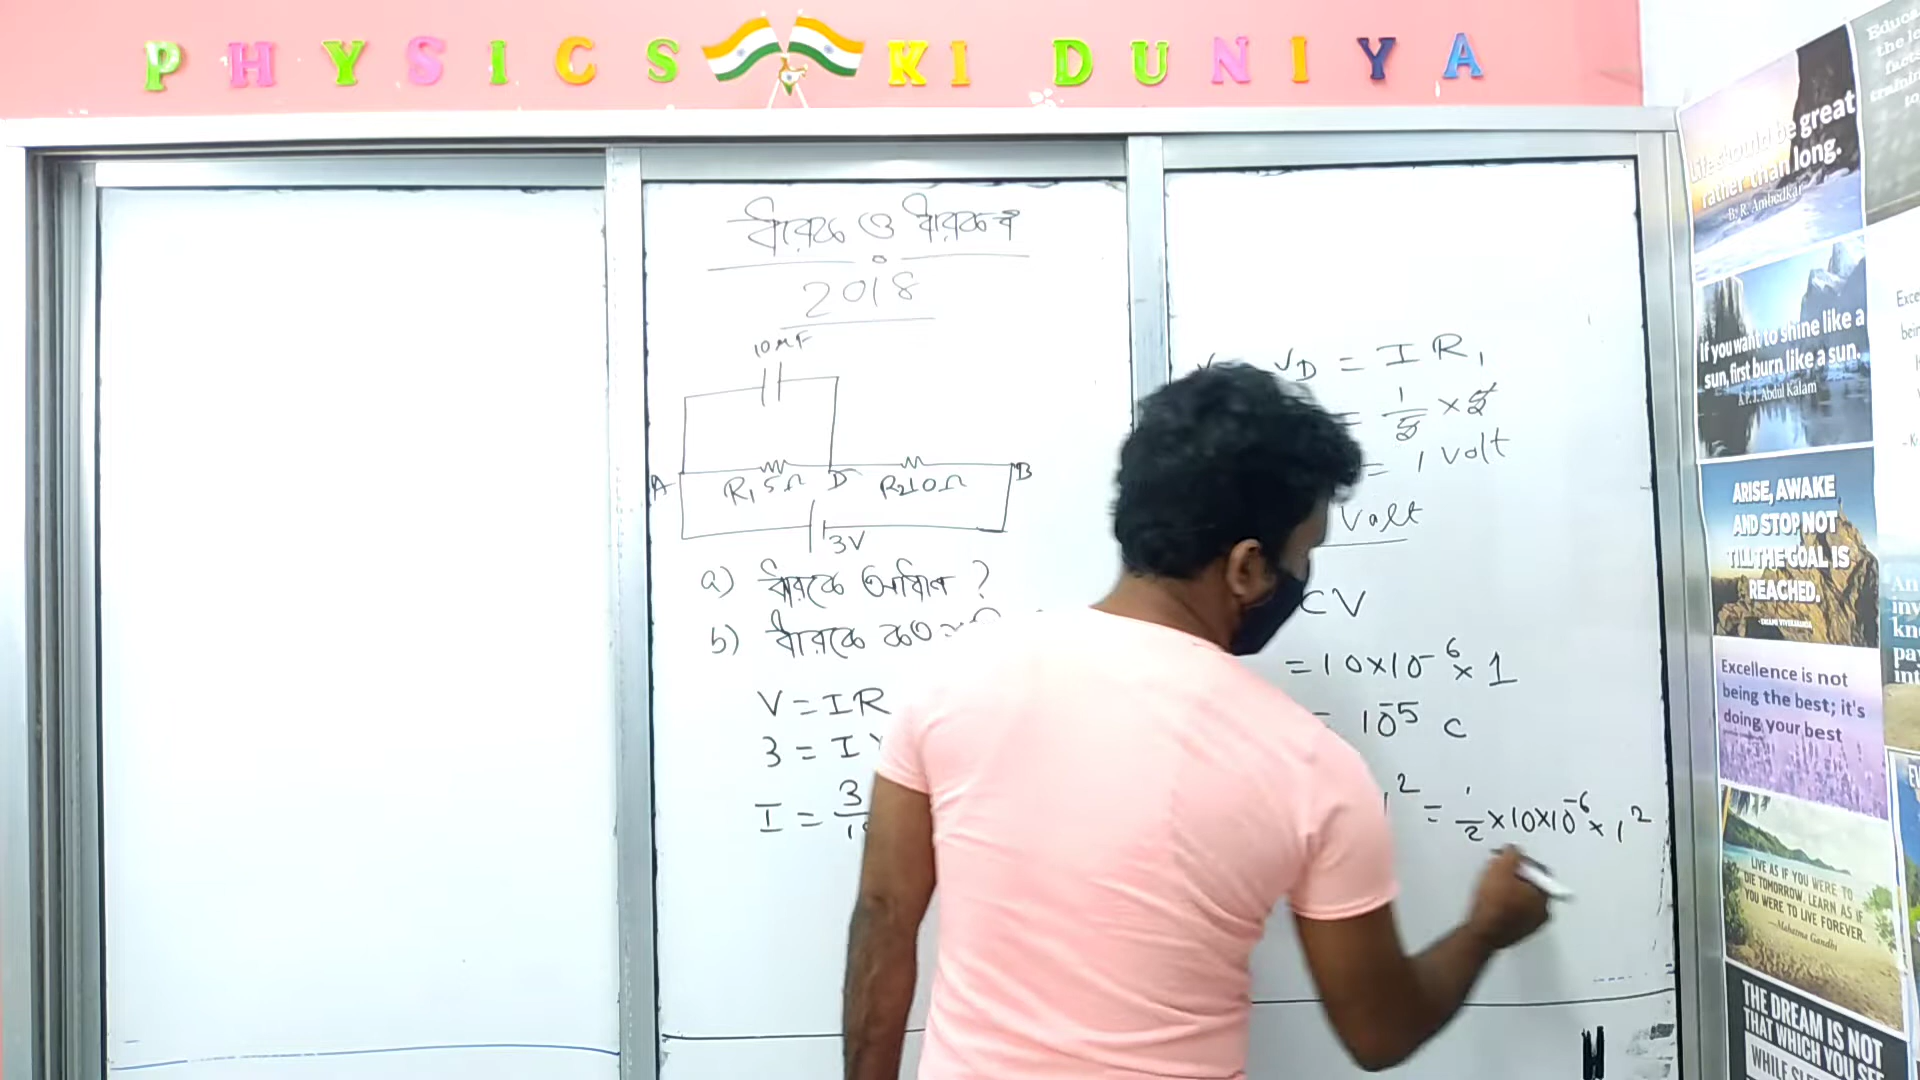 PHYSICS KI DUNIYA
ধারক ও ধারকত্ব
2018
10μF
A
R₁ 5Ω
D
R₂ 10Ω
B
3V
a) ধারকে আধান ?
b) ধারকে কত
V = IR
3 = I
I = 3
V_D = I R₁
= 1/5 × 5
= 1 volt
Volt
CV
= 10×10⁻⁶ × 1
= 10⁻⁵ C
² = 1/2 × 10×10⁻⁶ × 1²
Life should be great
rather than long.
B. R. Ambedkar
If you want to shine like a
sun, first burn like a sun.
A.P.J. Abdul Kalam
ARISE, AWAKE
AND STOP NOT
TILL THE GOAL IS
REACHED.
Excellence is not
being the best; it's
doing your best
LIVE AS IF YOU WERE TO
DIE TOMORROW. LEARN AS IF
YOU WERE TO LIVE FOREVER.
—Mahatma Gandhi
THE DREAM IS NOT
THAT WHICH YOU SEE
WHILE